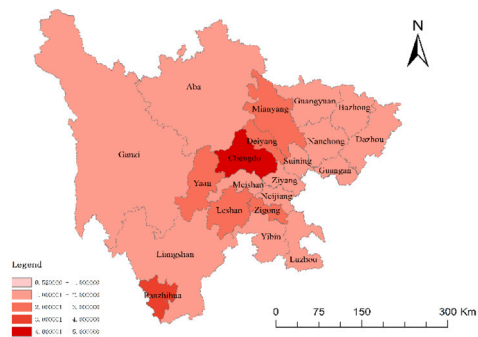 N
Aba
Guangyuan
Bazhong
Mianyang
Deiyang
Nanchong
Dazhou
Ganzi
Chengdu
Suining
Guangan
Yaan
Meishan
Ziyang
Neijiang
Leshan
Zigong
Yibin
Liangshan
Luzhou
Panzhihua
Legend
0 75 150 300 Km